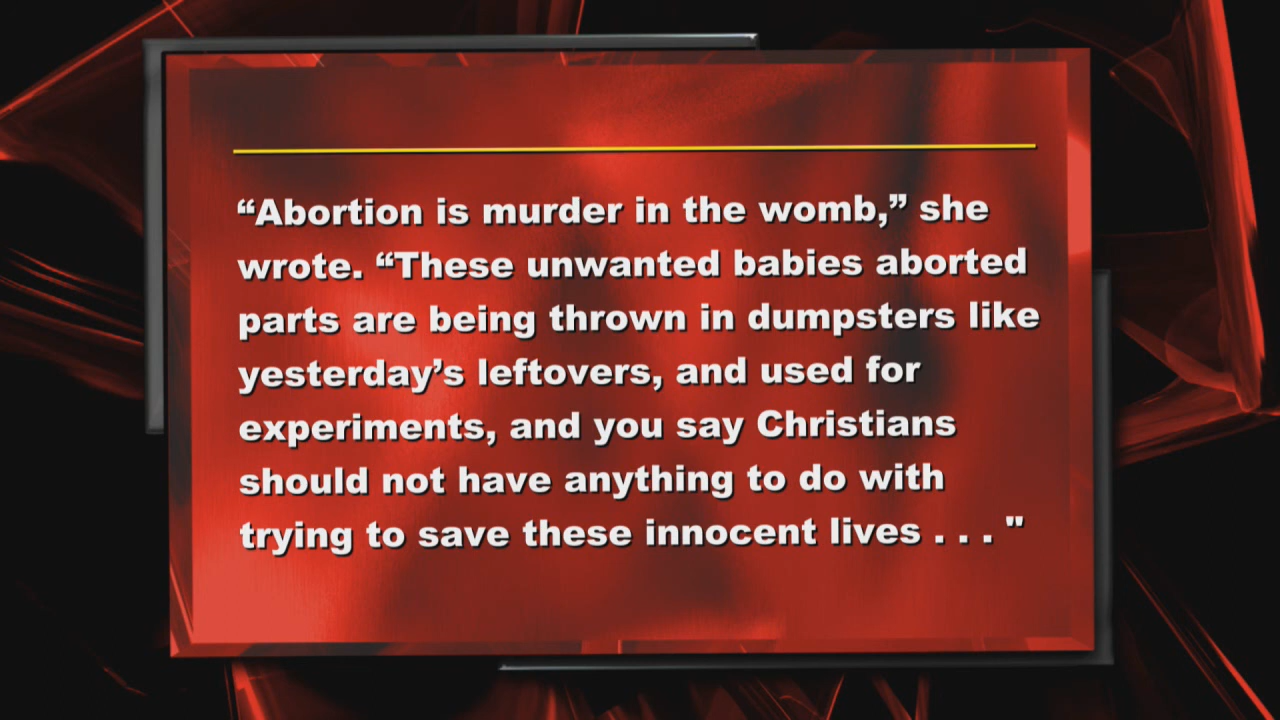 “Abortion is murder in the womb,” she
wrote. “These unwanted babies aborted
parts are being thrown in dumpsters like
yesterday’s leftovers, and used for
experiments, and you say Christians
should not have anything to do with
trying to save these innocent lives . . . "